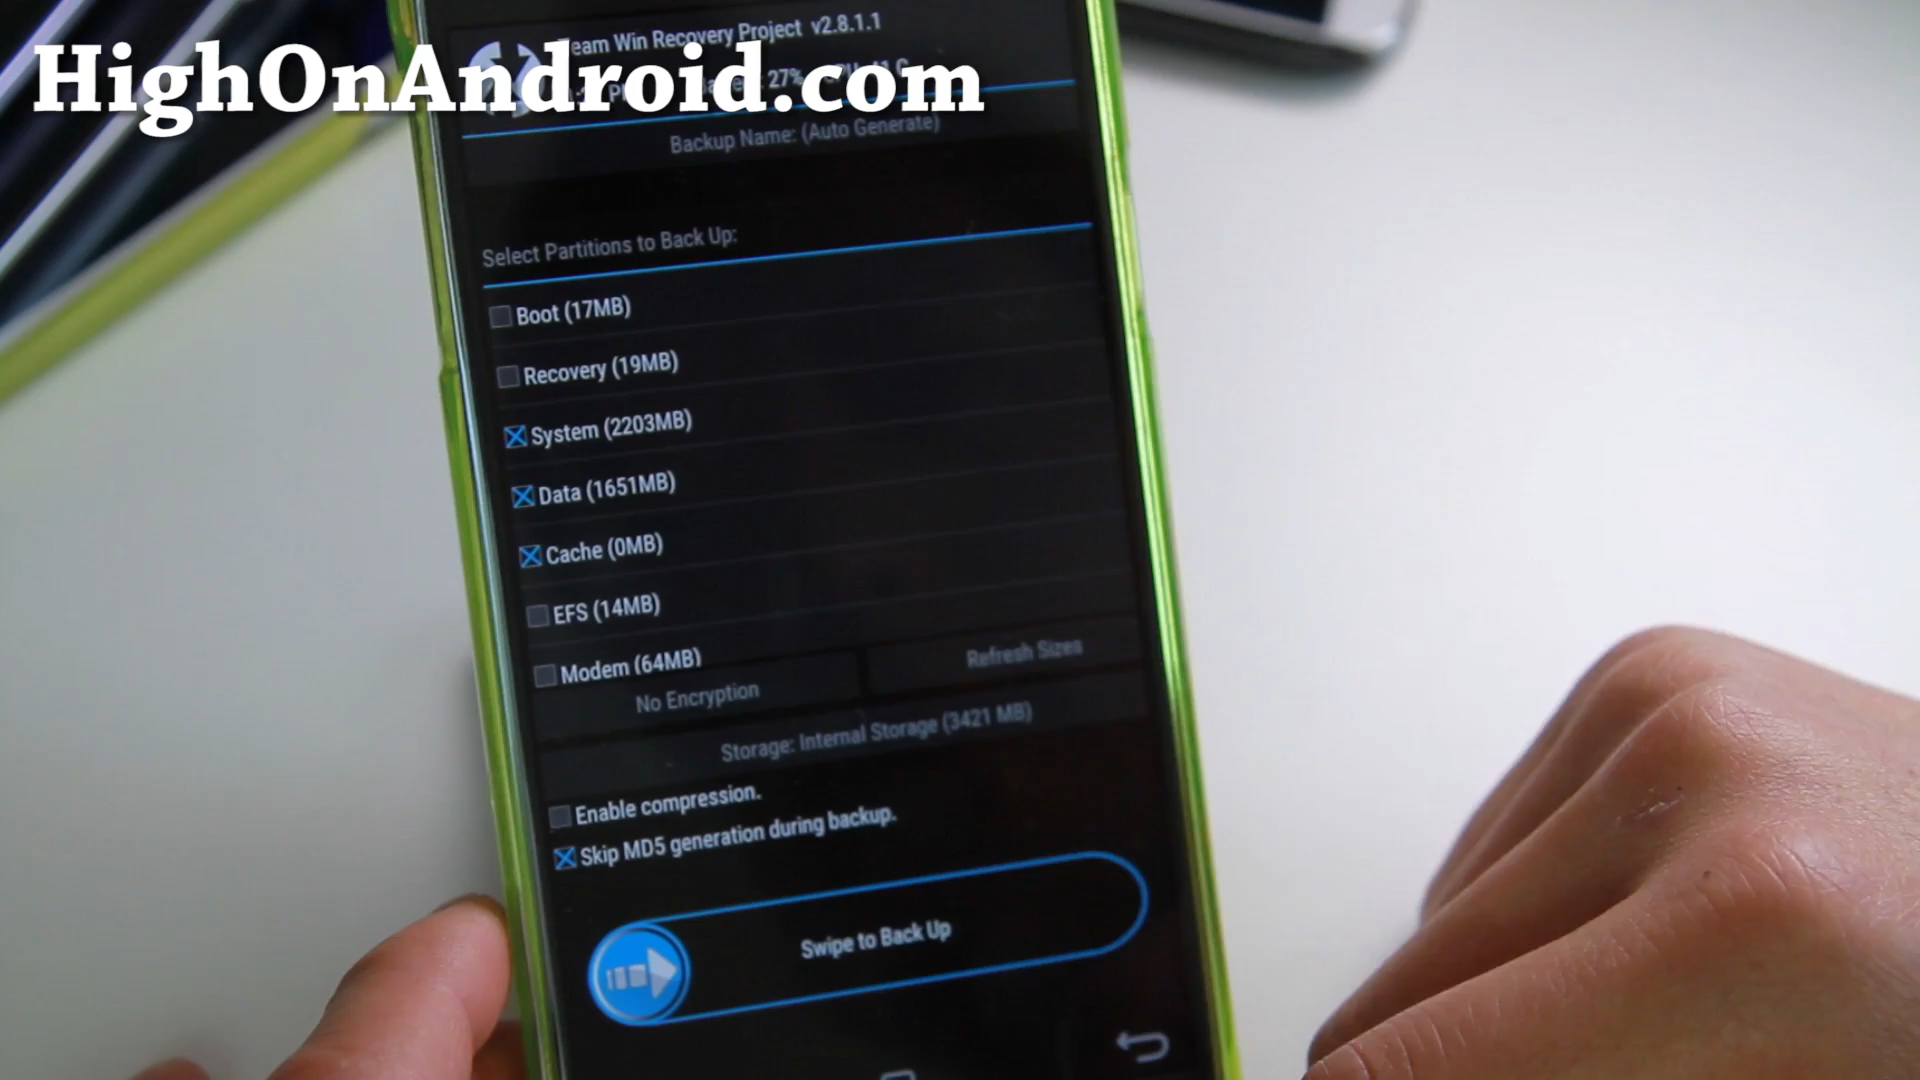 HighOnAndroid.com
Team Win Recovery Project v2.8.1.1
27%
Backup Name: (Auto Generate)
Select Partitions to Back Up:
Boot (17MB)
Recovery (19MB)
System (2203MB)
Data (1651MB)
Cache (0MB)
EFS (14MB)
Modem (64MB)
No Encryption
Refresh Sizes
Storage: Internal Storage (3421 MB)
Enable compression.
Skip MD5 generation during backup.
Swipe to Back Up